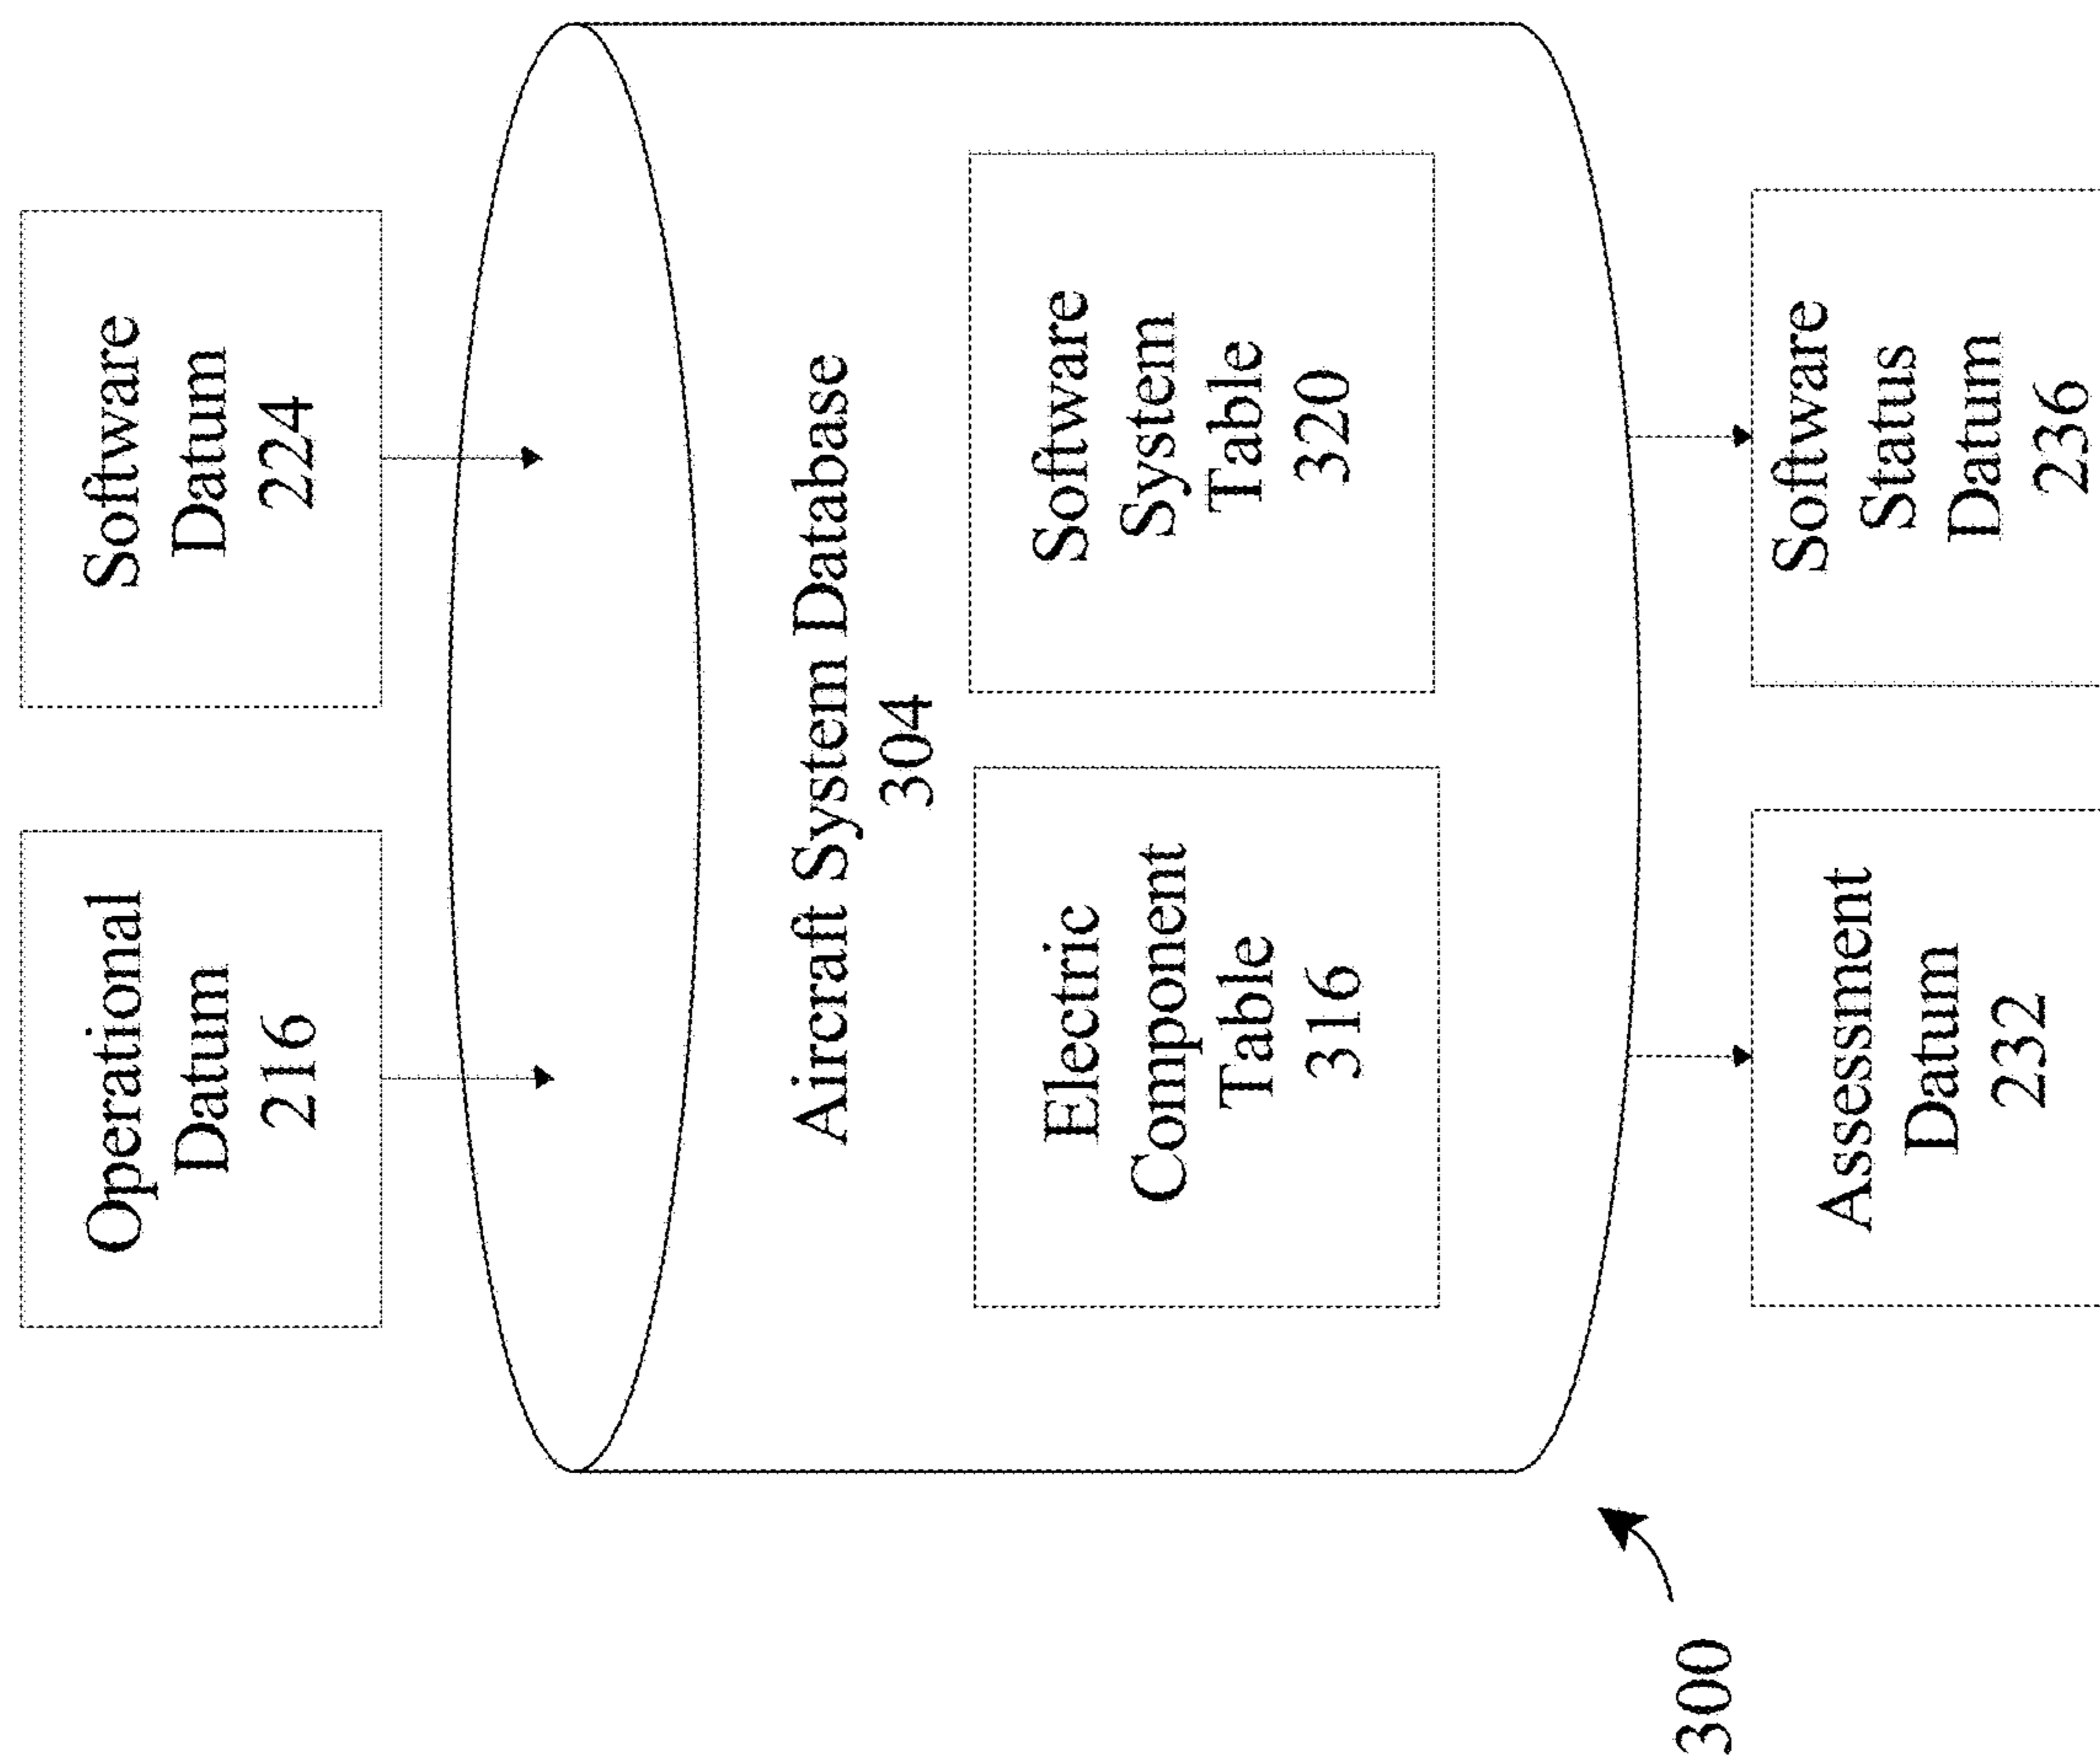 Operational
Datum
216
Software
Datum
224
Aircraft System Database
304
Electric
Component
Table
316
Software
System
Table
320
Assessment
Datum
232
Software
Status
Datum
236
300